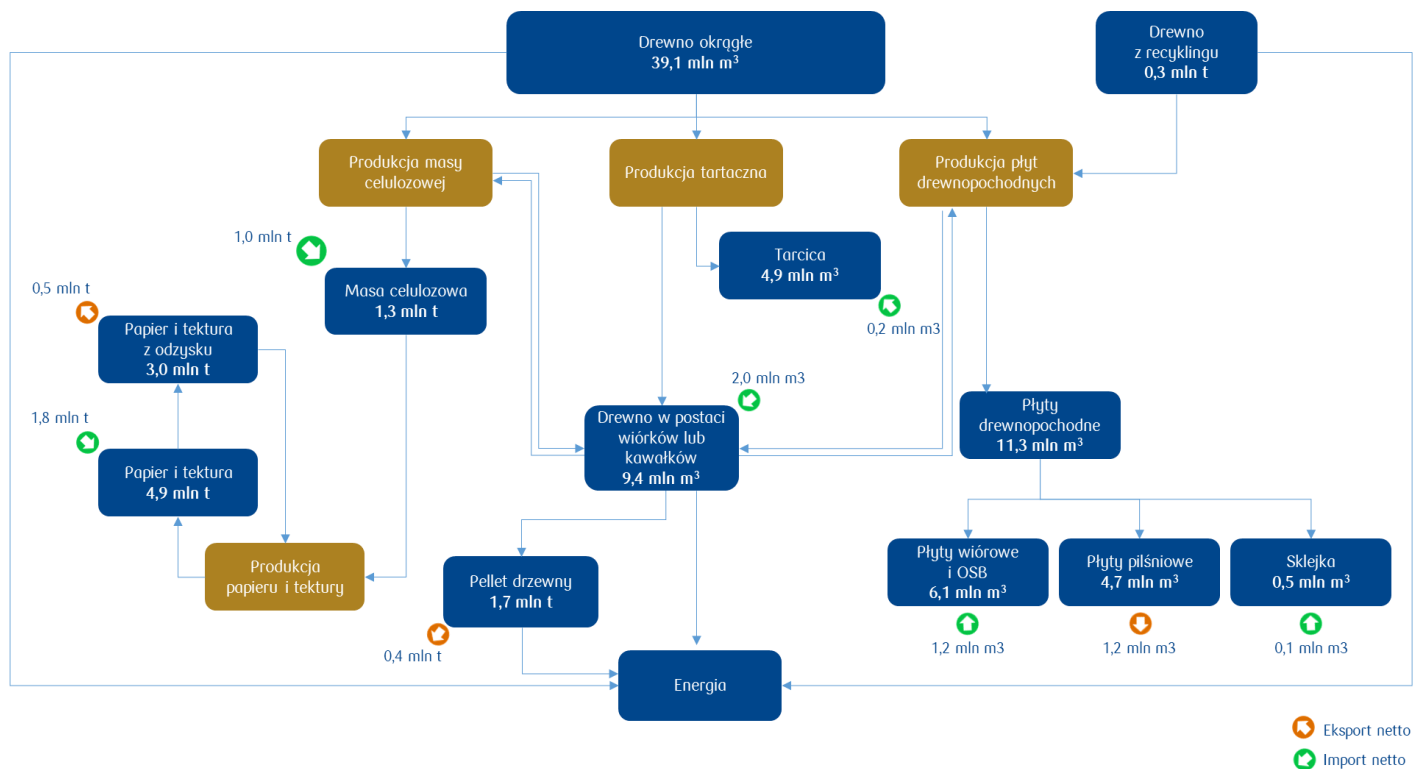 Drewno okrągłe
39,1 mln m³
Drewno
z recyklingu
0,3 mln t
Produkcja masy
celulozowej
Produkcja tartaczna
Produkcja płyt
drewnopochodnych
1,0 mln t
Tarcica
4,9 mln m³
0,2 mln m3
Masa celulozowa
1,3 mln t
0,5 mln t
Papier i tektura
z odzysku
3,0 mln t
2,0 mln m3
Drewno w postaci
wiórków lub
kawałków
9,4 mln m³
Płyty
drewnopochodne
11,3 mln m³
1,8 mln t
Papier i tektura
4,9 mln t
Produkcja
papieru i tektury
Pellet drzewny
1,7 mln t
0,4 mln t
Płyty wiórowe
i OSB
6,1 mln m³
1,2 mln m3
Płyty pilśniowe
4,7 mln m³
1,2 mln m3
Sklejka
0,5 mln m³
0,1 mln m3
Energia
Eksport netto
Import netto